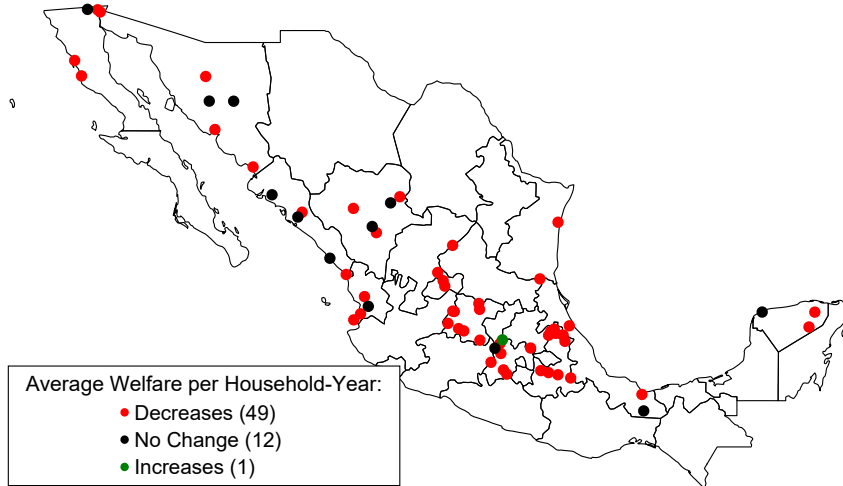 Average Welfare per Household-Year:
Decreases (49)
No Change (12)
Increases (1)